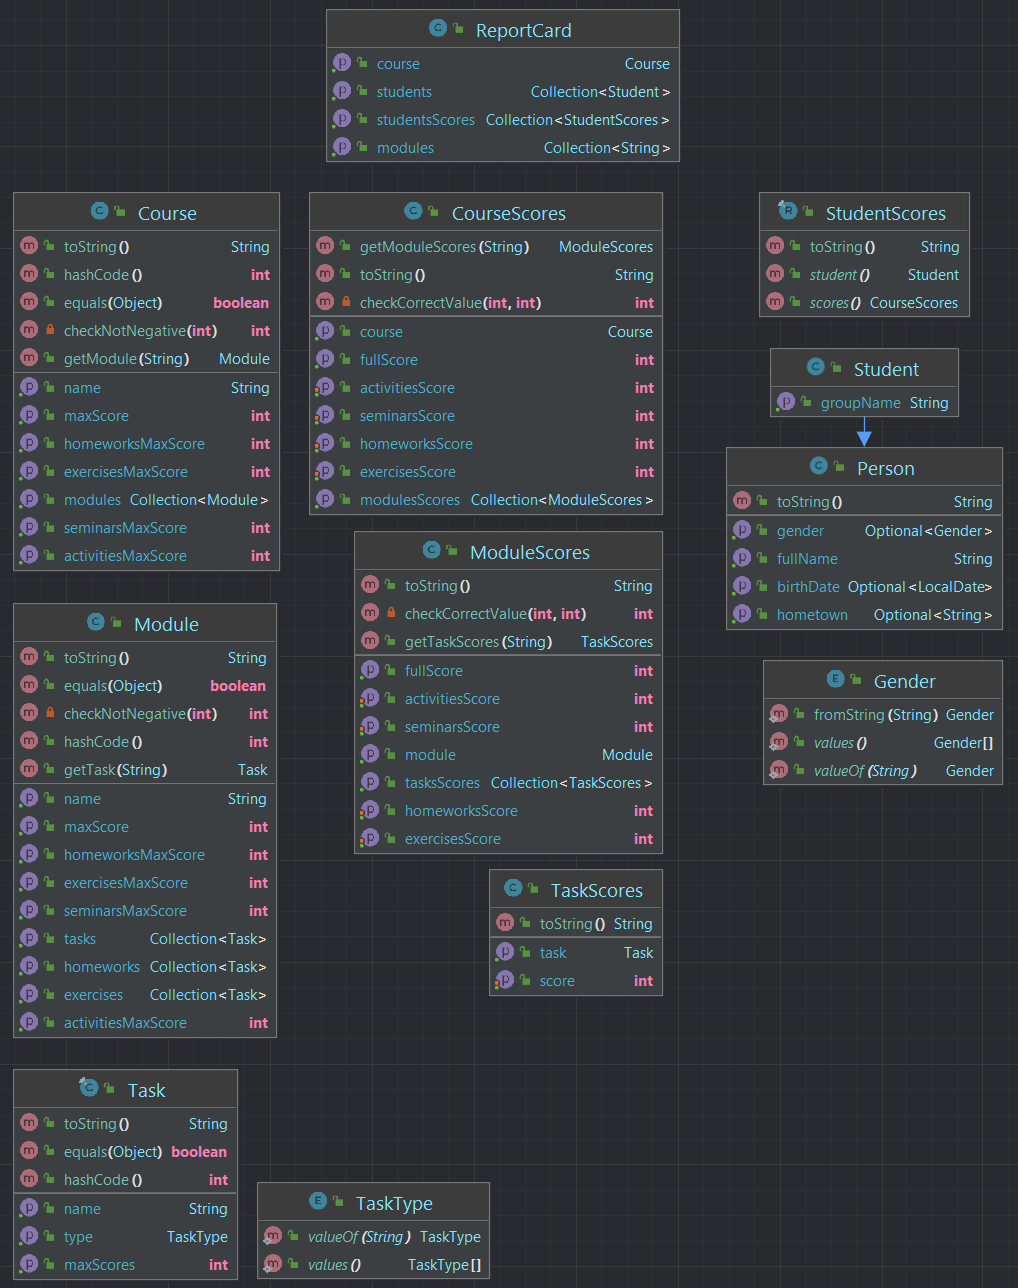 ReportCard
course Course
students Collection<Student>
studentsScores Collection<StudentScores>
modules Collection<String>
Course
toString() String
hashCode() int
equals(Object) boolean
checkNotNegative(int) int
getModule(String) Module
name String
maxScore int
homeworksMaxScore int
exercisesMaxScore int
modules Collection<Module>
seminarsMaxScore int
activitiesMaxScore int
CourseScores
getModuleScores(String) ModuleScores
toString() String
checkCorrectValue(int, int) int
course Course
fullScore int
activitiesScore int
seminarsScore int
homeworksScore int
exercisesScore int
modulesScores Collection<ModuleScores>
StudentScores
toString() String
student() Student
scores() CourseScores
Student
groupName String
Person
toString() String
gender Optional<Gender>
fullName String
birthDate Optional<LocalDate>
hometown Optional<String>
ModuleScores
toString() String
checkCorrectValue(int, int) int
getTaskScores(String) TaskScores
fullScore int
activitiesScore int
seminarsScore int
module Module
tasksScores Collection<TaskScores>
homeworksScore int
exercisesScore int
Module
toString() String
equals(Object) boolean
checkNotNegative(int) int
hashCode() int
getTask(String) Task
name String
maxScore int
homeworksMaxScore int
exercisesMaxScore int
seminarsMaxScore int
tasks Collection<Task>
homeworks Collection<Task>
exercises Collection<Task>
activitiesMaxScore int
Gender
fromString(String) Gender
values() Gender[]
valueOf(String) Gender
TaskScores
toString() String
task Task
score int
Task
toString() String
equals(Object) boolean
hashCode() int
name String
type TaskType
maxScores int
TaskType
valueOf(String) TaskType
values() TaskType[]